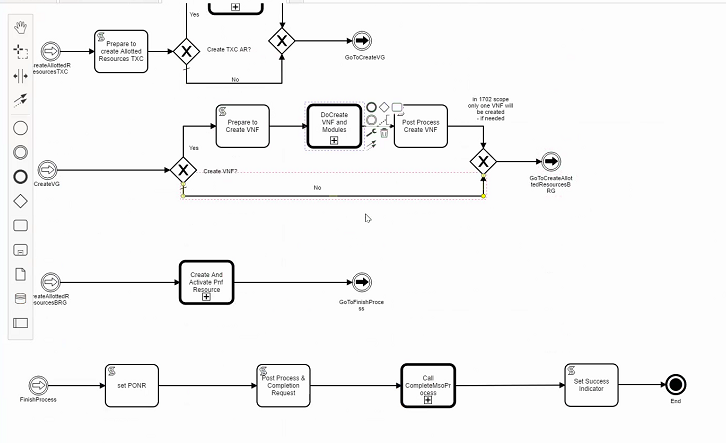 Yes
Prepare to
create Allotted
Resources TXC
Create TXC AR?
reateAllottedR
esourcesTXC
GoToCreateVG
No
in 1702 scope
only one VNF will
be created
- if needed
Prepare to
Create VNF
DoCreate
VNF and
Modules
Post Process
Create VNF
Yes
CreateVG
Create VNF?
No
GoToCreateAllot
tedResourcesB
RG
Create And
Activate Pnf
Resource
reateAllottedR
esourcesBRG
GoToFinishProce
ss
set PONR
Post Process &
Completion
Request
Call
CompleteMsoPr
ocess
Set Success
Indicator
FinishProcess
End